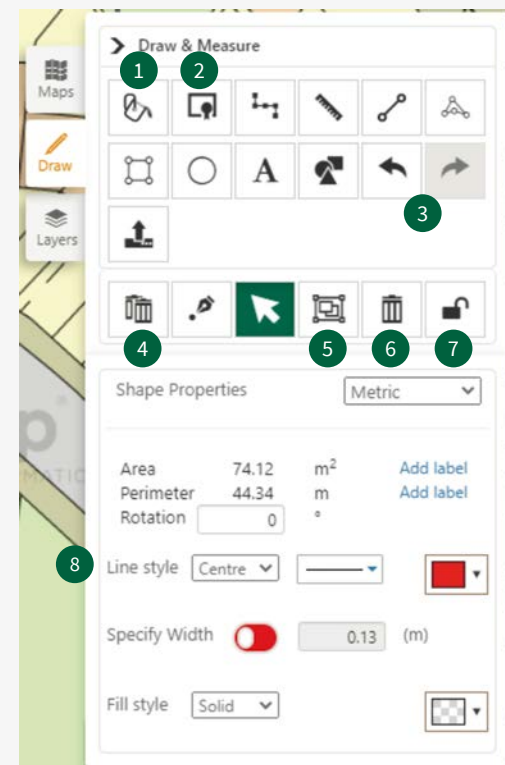 Draw & Measure
1 2
Maps
A
Draw
3
Layers
4 5 6 7
Shape Properties Metric
Area 74.12 m² Add label
Perimeter 44.34 m Add label
Rotation 0 °
8 Line style Centre
Specify Width 0.13 (m)
Fill style Solid